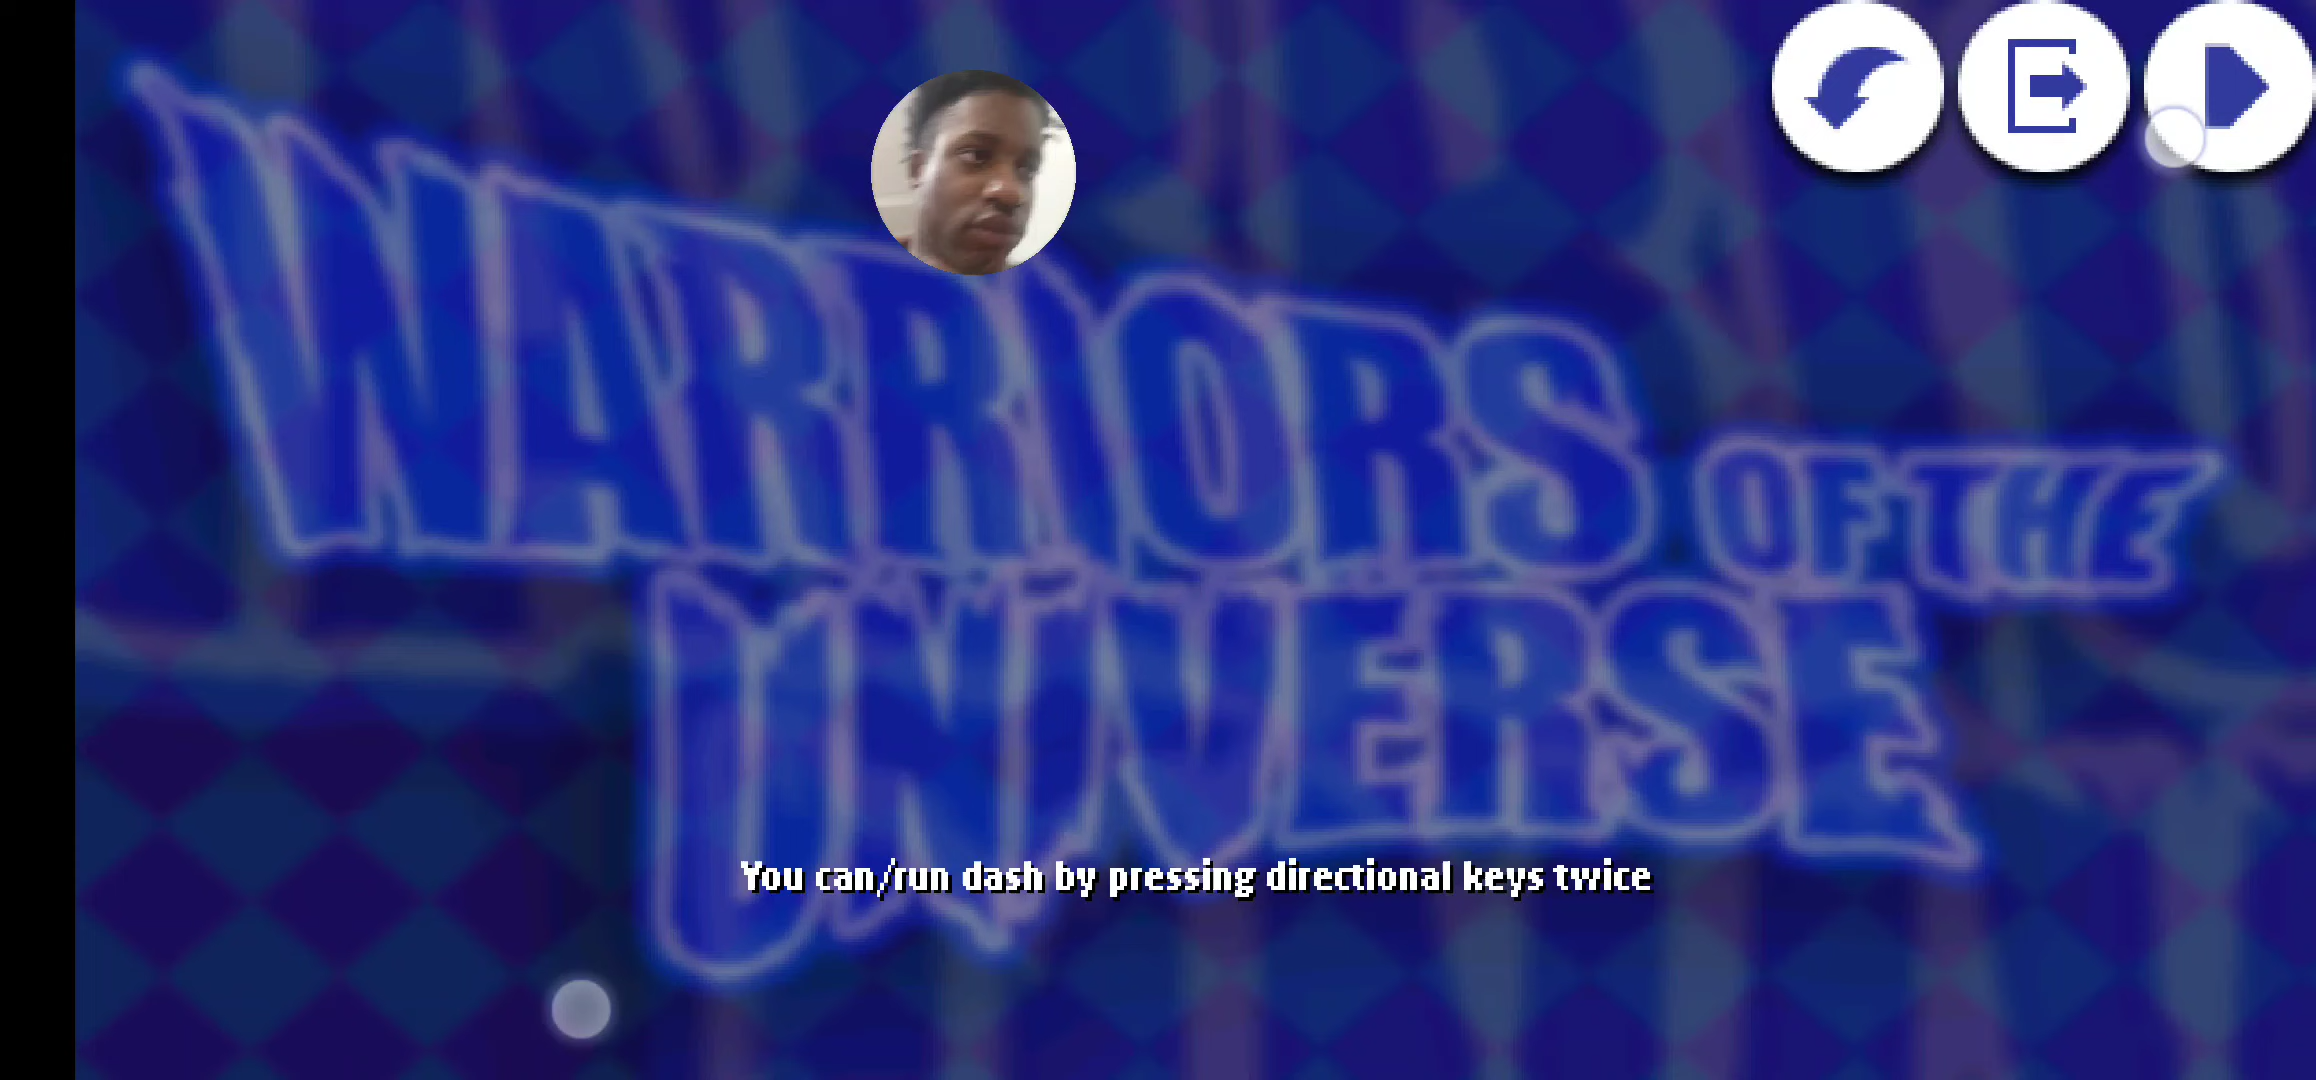 WARRIORS OF THE
UNIVERSE
You can/run dash by pressing directional keys twice